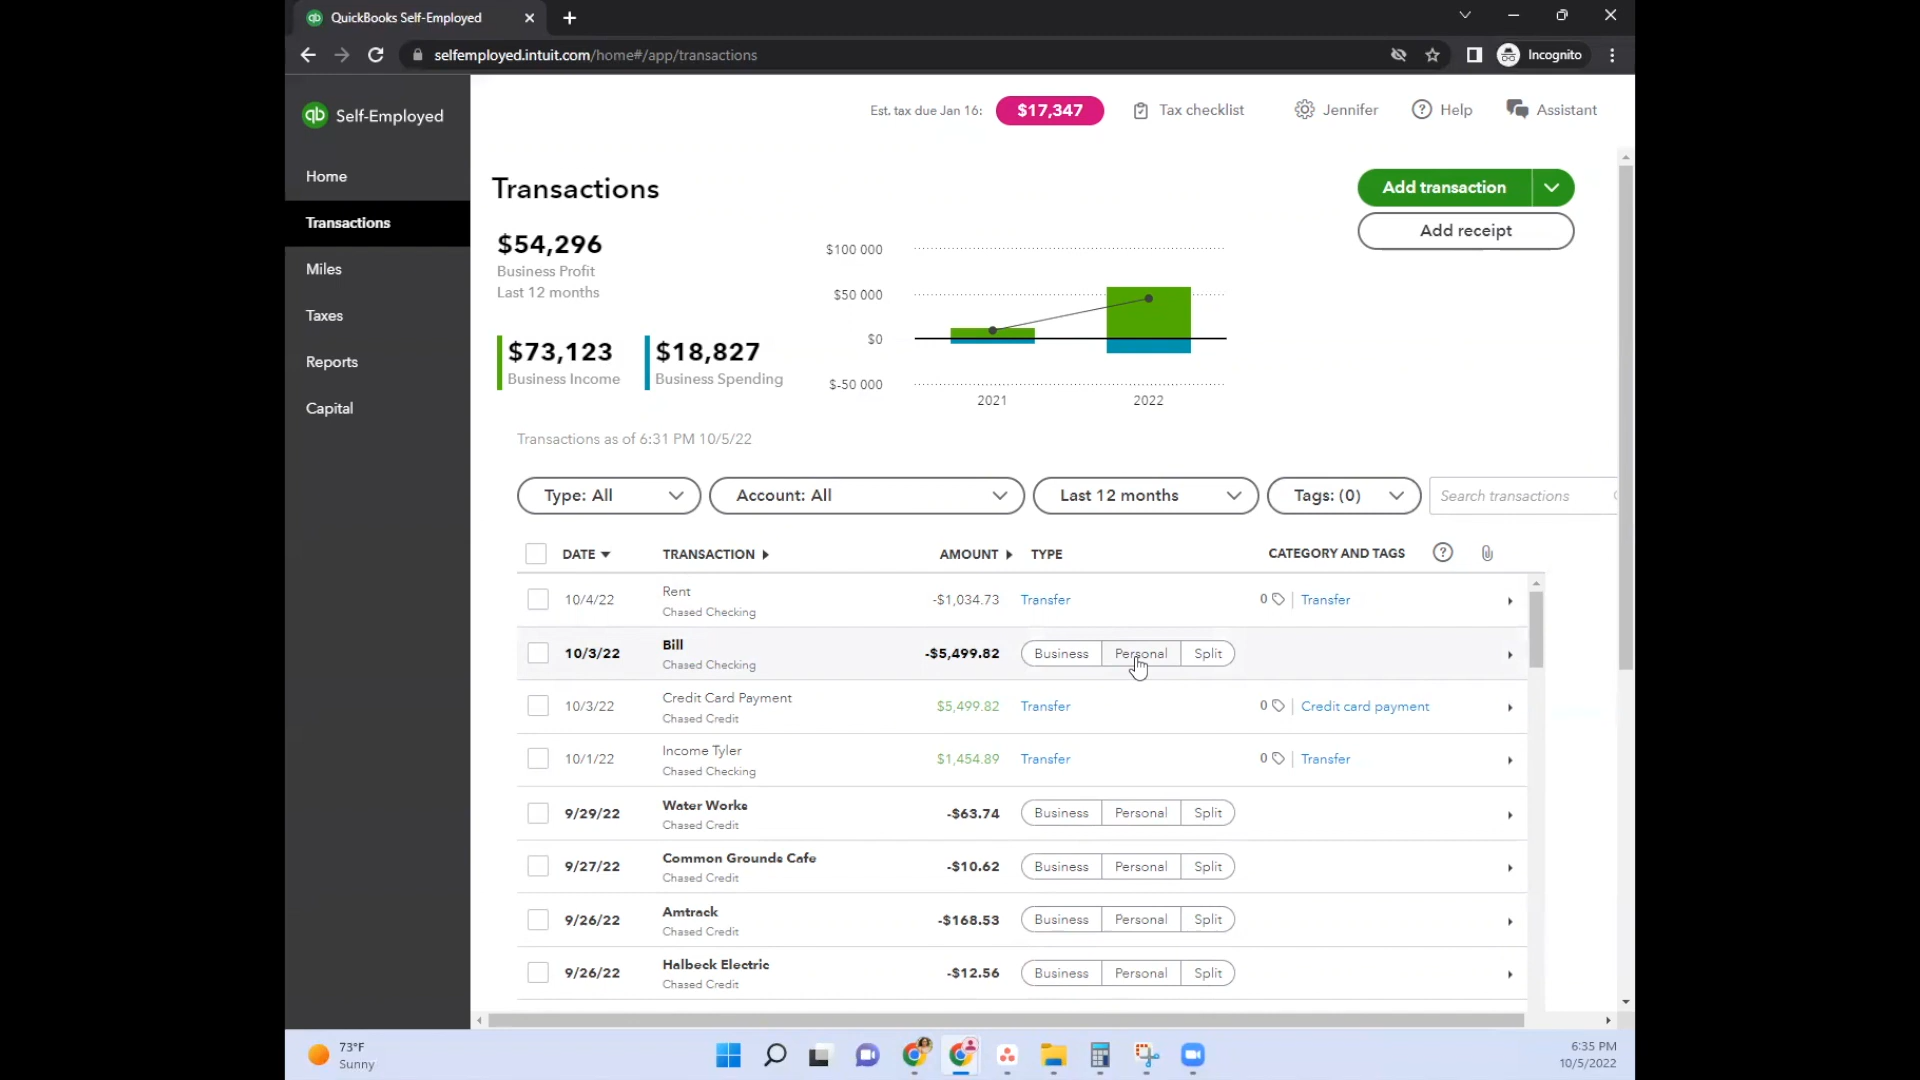 QuickBooks Self-Employed
selfemployed.intuit.com/home#/app/transactions
Incognito
qb Self-Employed
Est. tax due Jan 16: $17,347 Tax checklist Jennifer Help Assistant
Home
Transactions
Miles
Taxes
Reports
Capital
Transactions
Add transaction
Add receipt
$54,296
Business Profit
Last 12 months
$73,123
Business Income
$18,827
Business Spending
$100 000
$50 000
$0
$-50 000
2021 2022
Transactions as of 6:31 PM 10/5/22
Type: All Account: All Last 12 months Tags: (0) Search transactions
DATE TRANSACTION AMOUNT TYPE CATEGORY AND TAGS ?
10/4/22 Rent -$1,034.73 Transfer 0 Transfer
Chased Checking
10/3/22 Bill -$5,499.82 Business Personal Split
Chased Checking
10/3/22 Credit Card Payment $5,499.82 Transfer 0 Credit card payment
Chased Credit
10/1/22 Income Tyler $1,454.89 Transfer 0 Transfer
Chased Checking
9/29/22 Water Works -$63.74 Business Personal Split
Chased Credit
9/27/22 Common Grounds Cafe -$10.62 Business Personal Split
Chased Credit
9/26/22 Amtrack -$168.53 Business Personal Split
Chased Credit
9/26/22 Halbeck Electric -$12.56 Business Personal Split
Chased Credit
73°F
Sunny
6:35 PM
10/5/2022